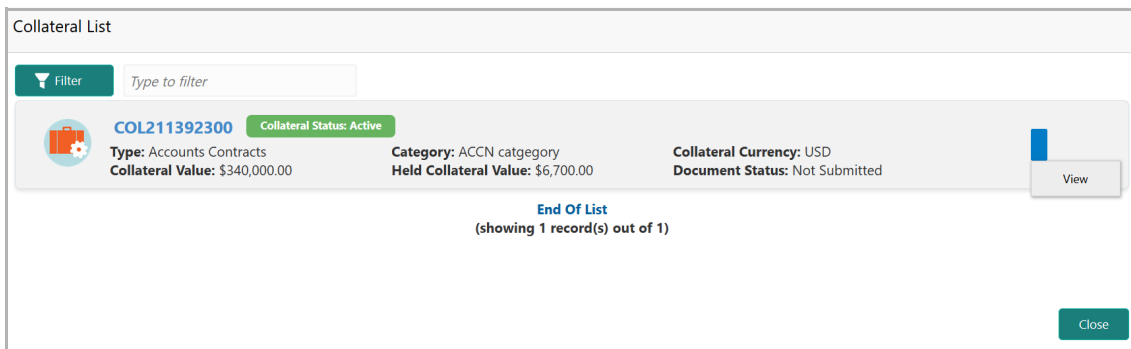 Collateral List
Filter Type to filter
COL211392300 Collateral Status: Active
Type: Accounts Contracts Category: ACCN catgegory Collateral Currency: USD
Collateral Value: $340,000.00 Held Collateral Value: $6,700.00 Document Status: Not Submitted
View
End Of List
(showing 1 record(s) out of 1)
Close